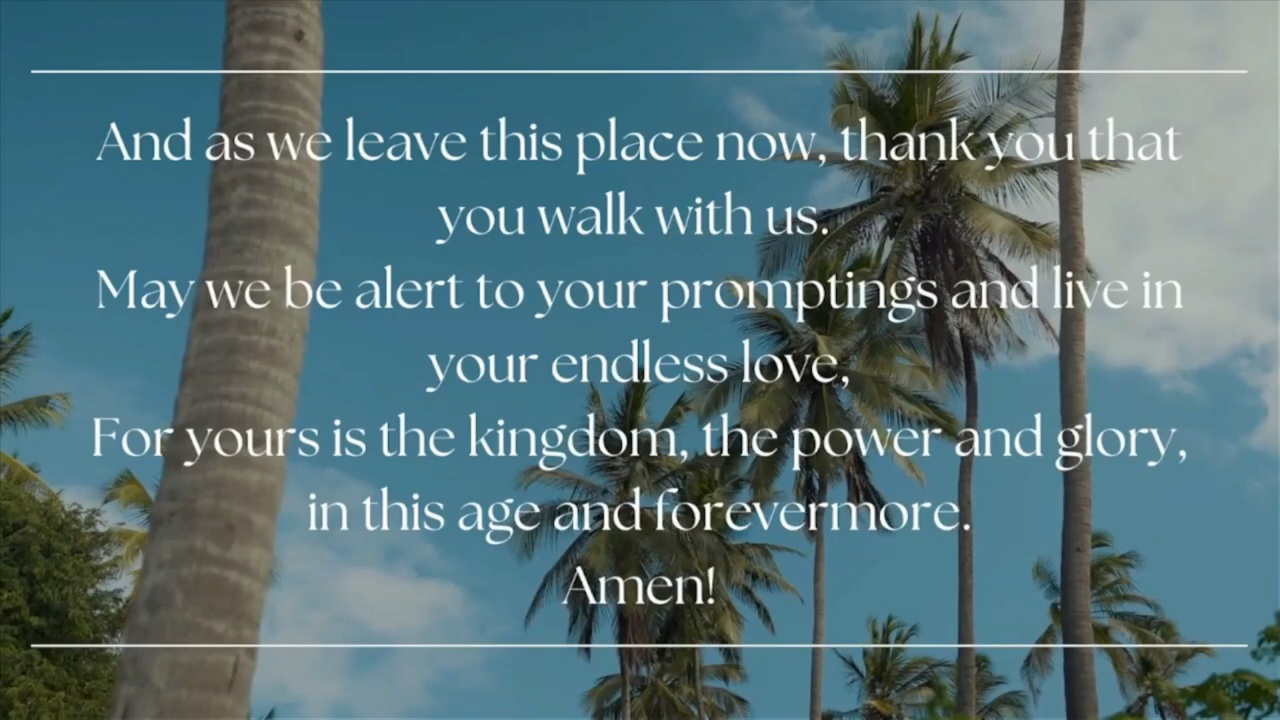 And as we leave this place now, thank you that
you walk with us.
May we be alert to your promptings and live in
your endless love,
For yours is the kingdom, the power and glory,
in this age and forevermore.
Amen!